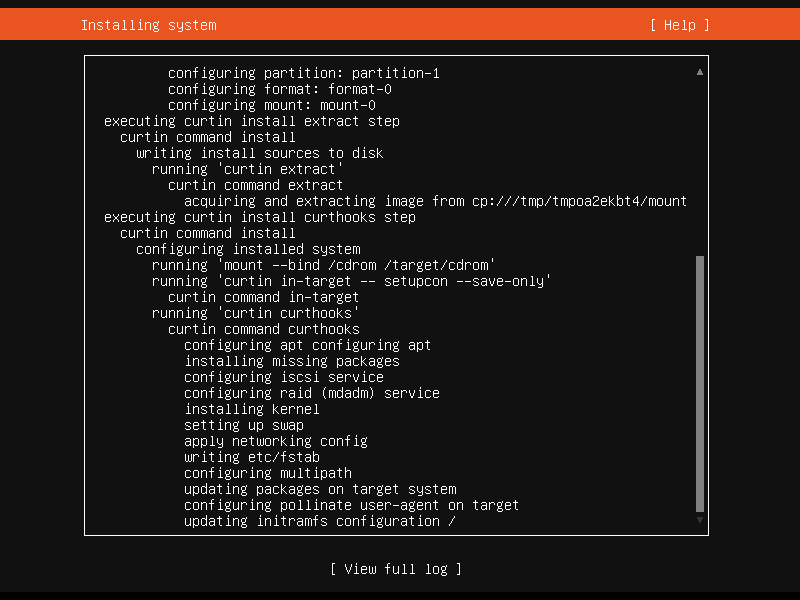 Installing system [ Help ]
configuring partition: partition-1
configuring format: format-0
configuring mount: mount-0
executing curtin install extract step
curtin command install
writing install sources to disk
running 'curtin extract'
curtin command extract
acquiring and extracting image from cp:///tmp/tmpoa2ekbt4/mount
executing curtin install curthooks step
curtin command install
configuring installed system
running 'mount --bind /cdrom /target/cdrom'
running 'curtin in-target -- setupcon --save-only'
curtin command in-target
running 'curtin curthooks'
curtin command curthooks
configuring apt configuring apt
installing missing packages
configuring iscsi service
configuring raid (mdadm) service
installing kernel
setting up swap
apply networking config
writing etc/fstab
configuring multipath
updating packages on target system
configuring pollinate user-agent on target
updating initramfs configuration /
[ View full log ]